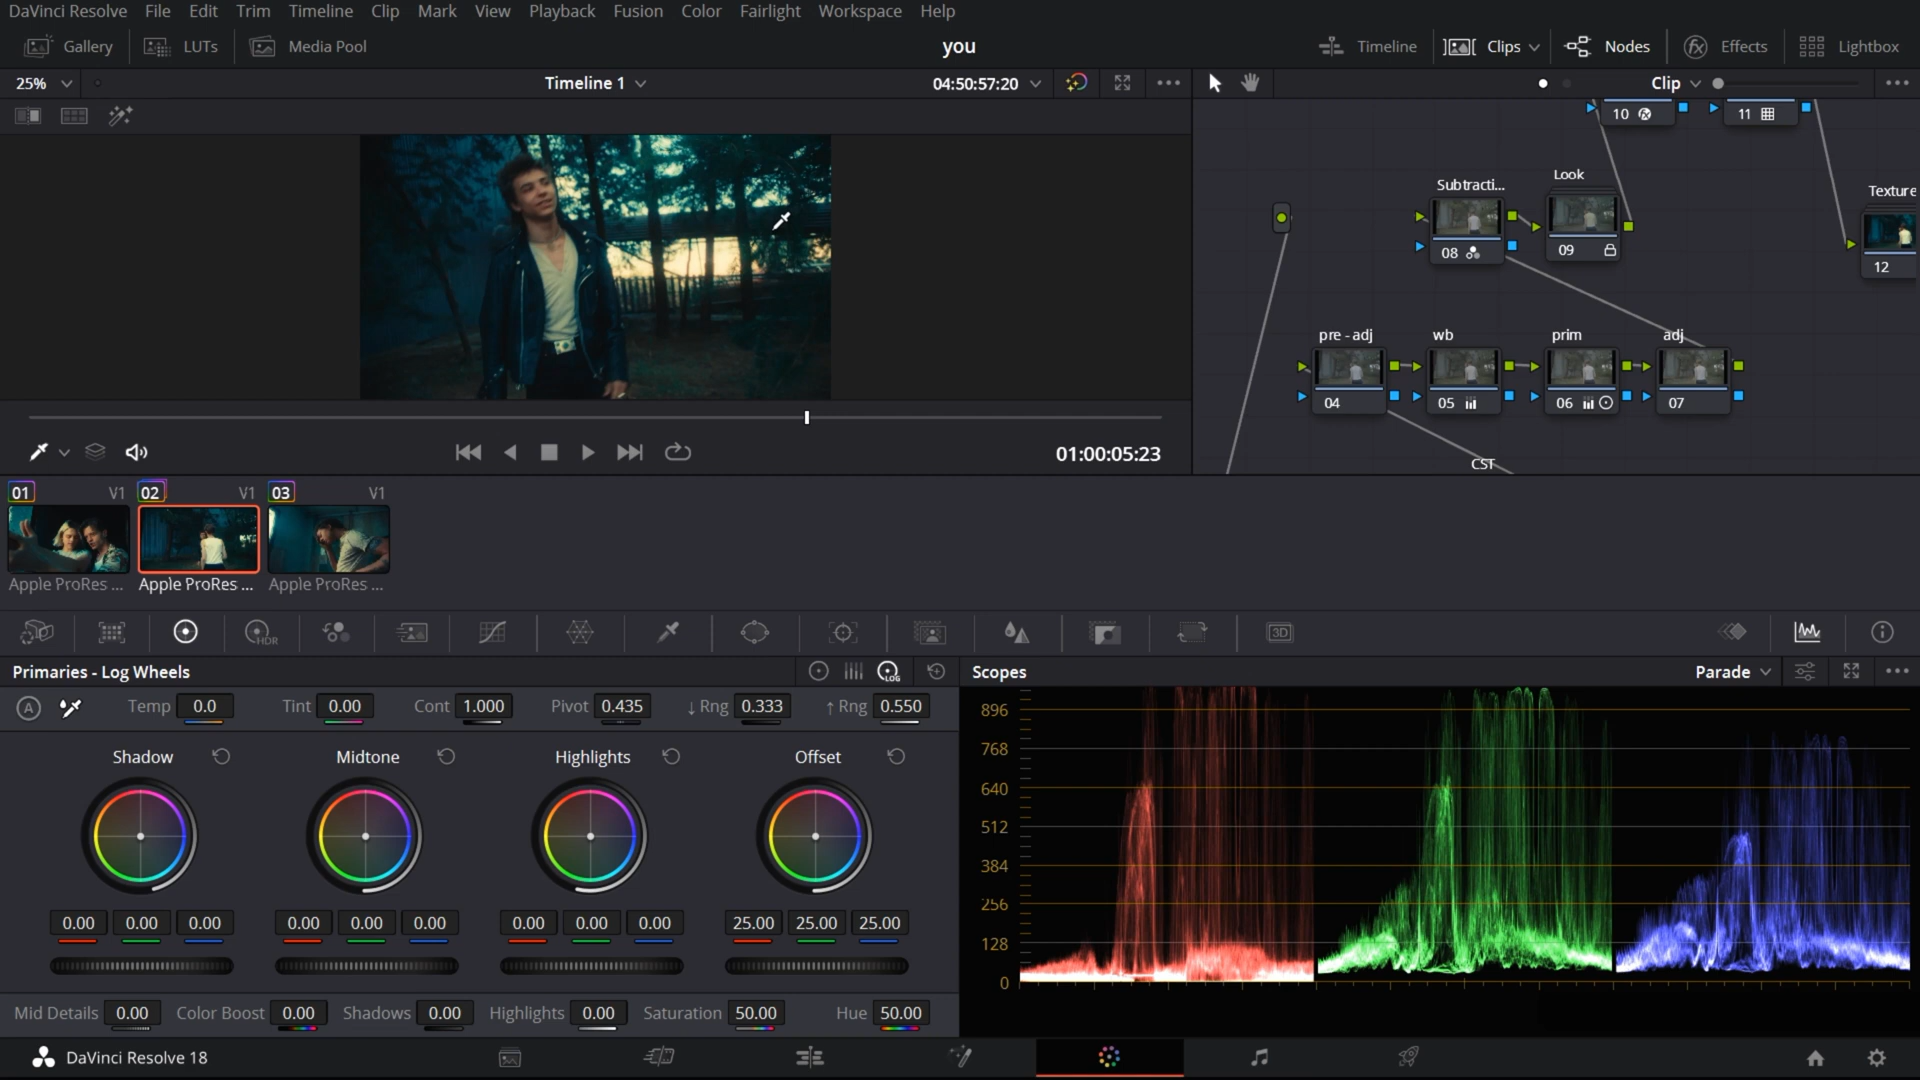 DaVinci Resolve File Edit Trim Timeline Clip Mark View Playback Fusion Color Fairlight Workspace Help
Gallery LUTs Media Pool you Timeline Clips Nodes Effects Lightbox
25% Timeline 1 04:50:57:20 Clip
10 11
Look
Subtracti... Texture
08 09 12
pre - adj wb prim adj
04 05 06 07
01:00:05:23
CST
01 V1 02 V1 03 V1
Apple ProRes ... Apple ProRes ... Apple ProRes ...
HDR 3D
Primaries - Log Wheels LOG Scopes Parade
A Temp 0.0 Tint 0.00 Cont 1.000 Pivot 0.435 ↓ Rng 0.333 ↑ Rng 0.550
Shadow Midtone Highlights Offset
0.00 0.00 0.00 0.00 0.00 0.00 0.00 0.00 0.00 25.00 25.00 25.00
Mid Details 0.00 Color Boost 0.00 Shadows 0.00 Highlights 0.00 Saturation 50.00 Hue 50.00
896
768
640
512
384
256
128
0
DaVinci Resolve 18